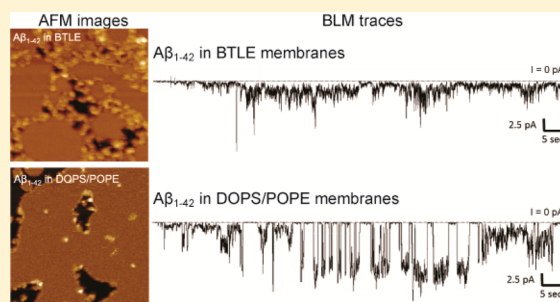 AFM images
BLM traces
Aβ1-42 in BTLE
Aβ1-42 in BTLE membranes
I = 0 pA
2.5 pA
5 sec
Aβ1-42 in DOPS/POPE
Aβ1-42 in DOPS/POPE membranes
I = 0 pA
2.5 pA
5 sec